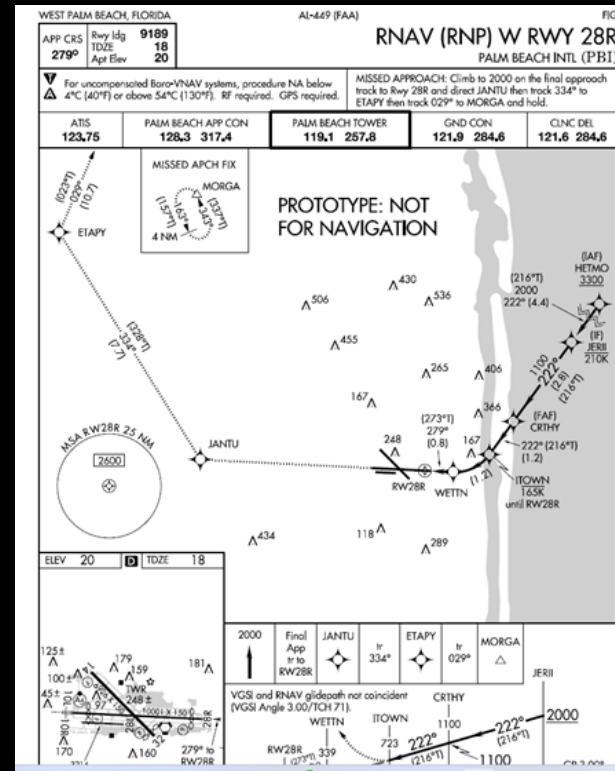 WEST PALM BEACH, FLORIDA
AL-449 (FAA)
APP CRS
279°
Rwy ldg 9189
TDZE 18
Apt Elev 20
RNAV (RNP) W RWY 28R
PALM BEACH INTL (PBI)
For uncompensated Baro-VNAV systems, procedure NA below
4°C (40°F) or above 54°C (130°F). RF required. GPS required.
MISSED APPROACH: Climb to 2000 on the final approach
track to Rwy 28R and direct JANTU then track 334° to
ETAPY then track 029° to MORGA and hold.
ATIS
123.75
PALM BEACH APP CON
128.3 317.4
PALM BEACH TOWER
119.1 257.8
GND CON
121.9 284.6
CLNC DEL
121.6 284.6
MISSED APCH FIX
MORGA
(337°T)
343°
163°
(157°T)
4 NM
(023°T)
029°
(10.7)
ETAPY
PROTOTYPE: NOT
FOR NAVIGATION
(IAF)
HETMO
3300
(216°T)
2000
222° (4.4)
(IF)
JERII
210K
430
506
536
455
265
406
366
167
1100
222°
(2.8)
(216°T)
(328°T)
334°
(7.7)
(FAF)
CRTHY
222° (216°T)
(1.2)
(273°T)
279°
(0.8)
248
167
JANTU
RW28R
WETTN
(1.2)
ITOWN
165K
until RW28R
MSA RW28R 25 NM
2600
434
118
289
ELEV 20
D
TDZE 18
125±
179
159
181
100±
TWR
248±
45±
97
170
160
279° to
RW28R
2000
Final
App
tr to
RW28R
JANTU
tr
334°
ETAPY
tr
029°
MORGA
VGSI and RNAV glidepath not coincident
(VGSI Angle 3.00/TCH 71).
JERII
CRTHY
WETTN
ITOWN
1100
2000
RW28R
339
723
222°
(216°T)
222°
(216°T)
1100
(273°T)